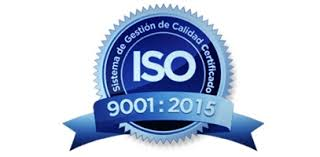 Sistema de Gestión de Calidad Certificado
ISO
9001:2015